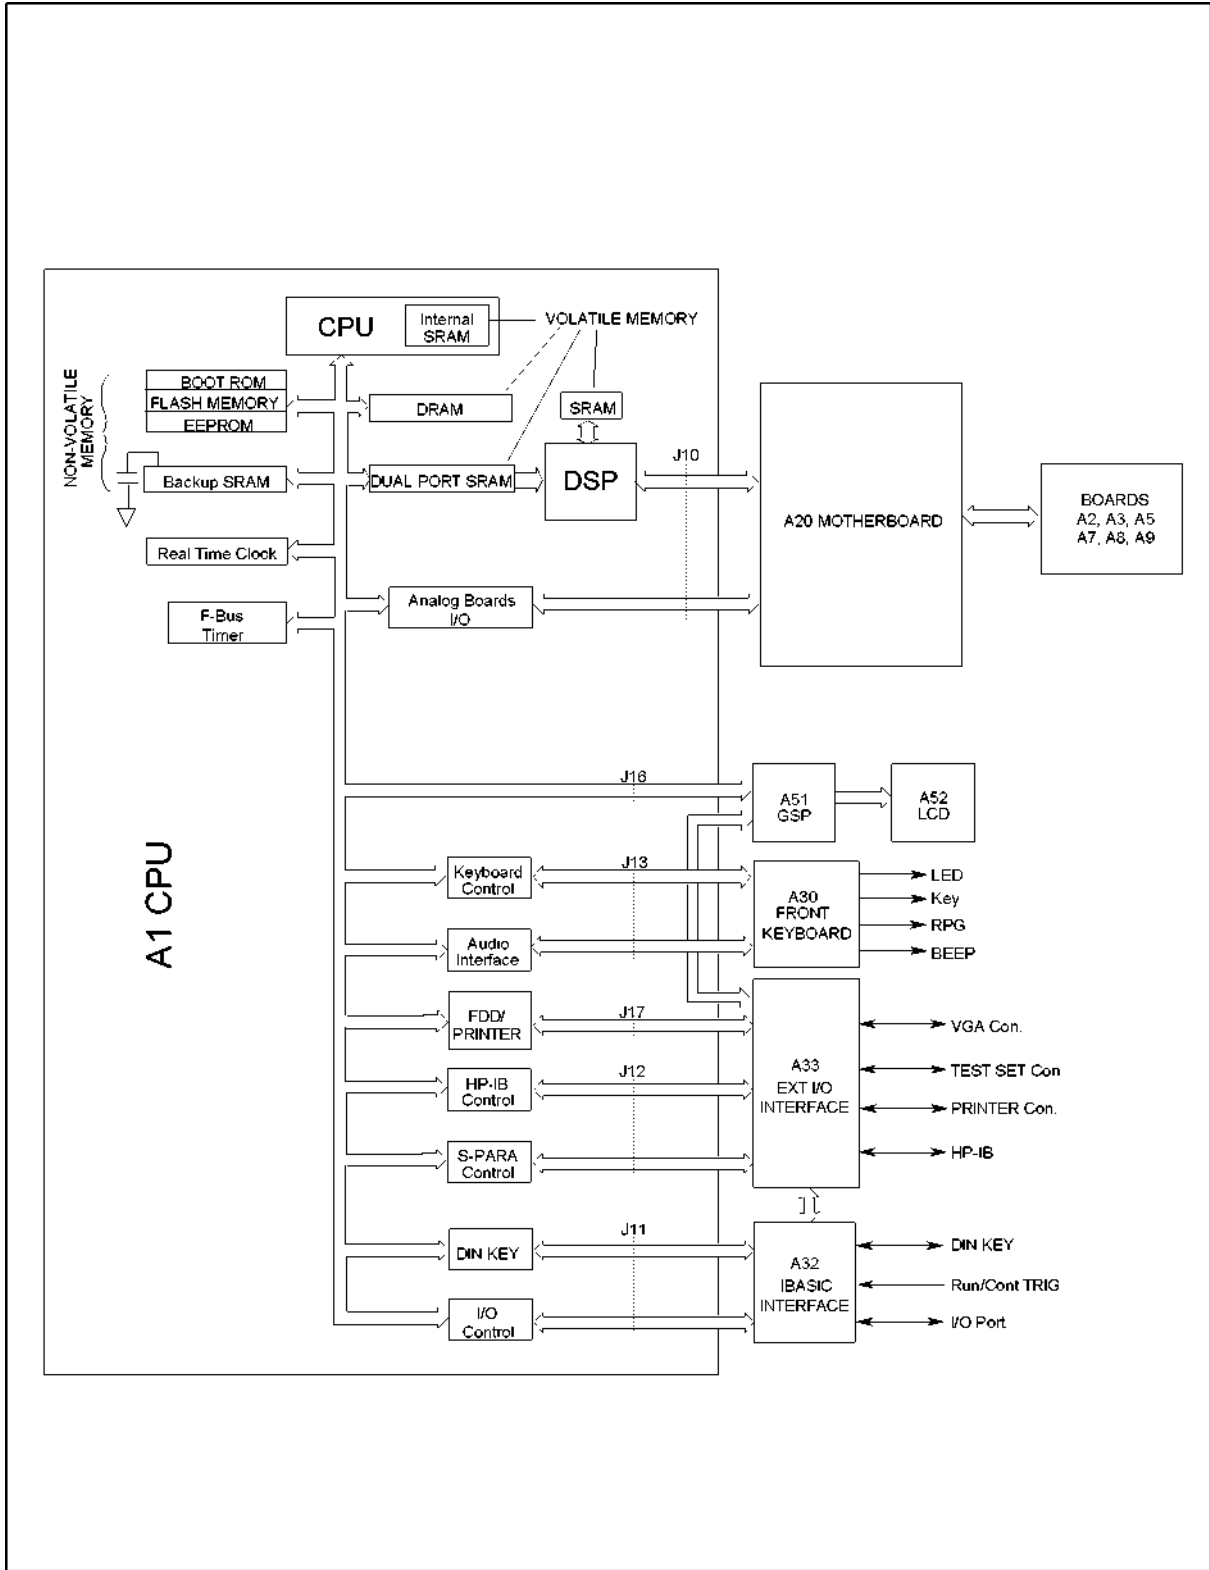 CPU
Internal
SRAM
VOLATILE MEMORY
NON-VOLATILE
MEMORY
BOOT ROM
FLASH MEMORY
EEPROM
DRAM
SRAM
Backup SRAM
DUAL PORT SRAM
DSP
J10
A20 MOTHERBOARD
BOARDS
A2, A3, A5
A7, A8, A9
Real Time Clock
F-Bus
Timer
Analog Boards
I/O
J16
A51
GSP
A52
LCD
A1 CPU
Keyboard
Control
J13
A30
FRONT
KEYBOARD
LED
Key
RPG
BEEP
Audio
Interface
FDD/
PRINTER
J17
HP-IB
Control
J12
A33
EXT I/O
INTERFACE
VGA Con.
TEST SET Con
PRINTER Con.
HP-IB
S-PARA
Control
DIN KEY
J11
A32
IBASIC
INTERFACE
DIN KEY
Run/Cont TRIG
I/O Port
I/O
Control